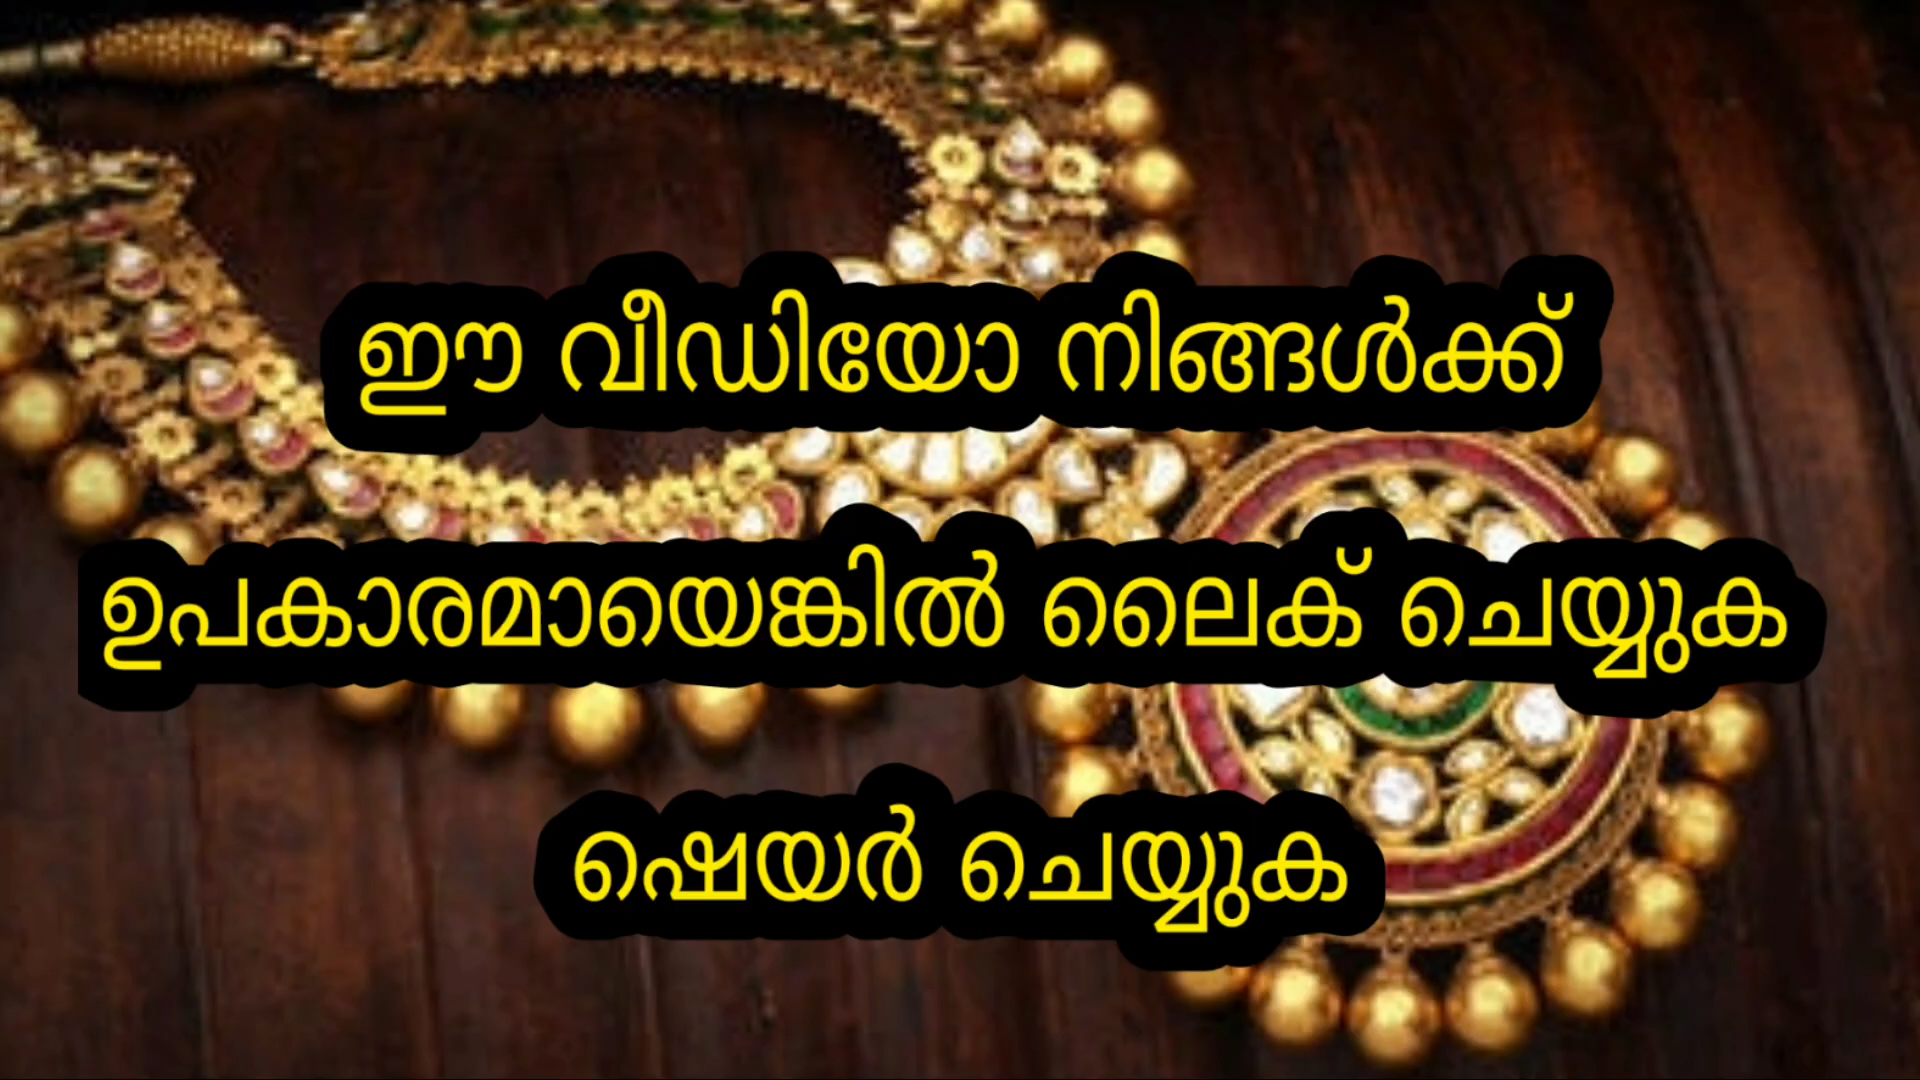 ഈ വീഡിയോ നിങ്ങൾക്ക്
ഉപകാരമായെങ്കിൽ ലൈക് ചെയ്യുക
ഷെയർ ചെയ്യുക